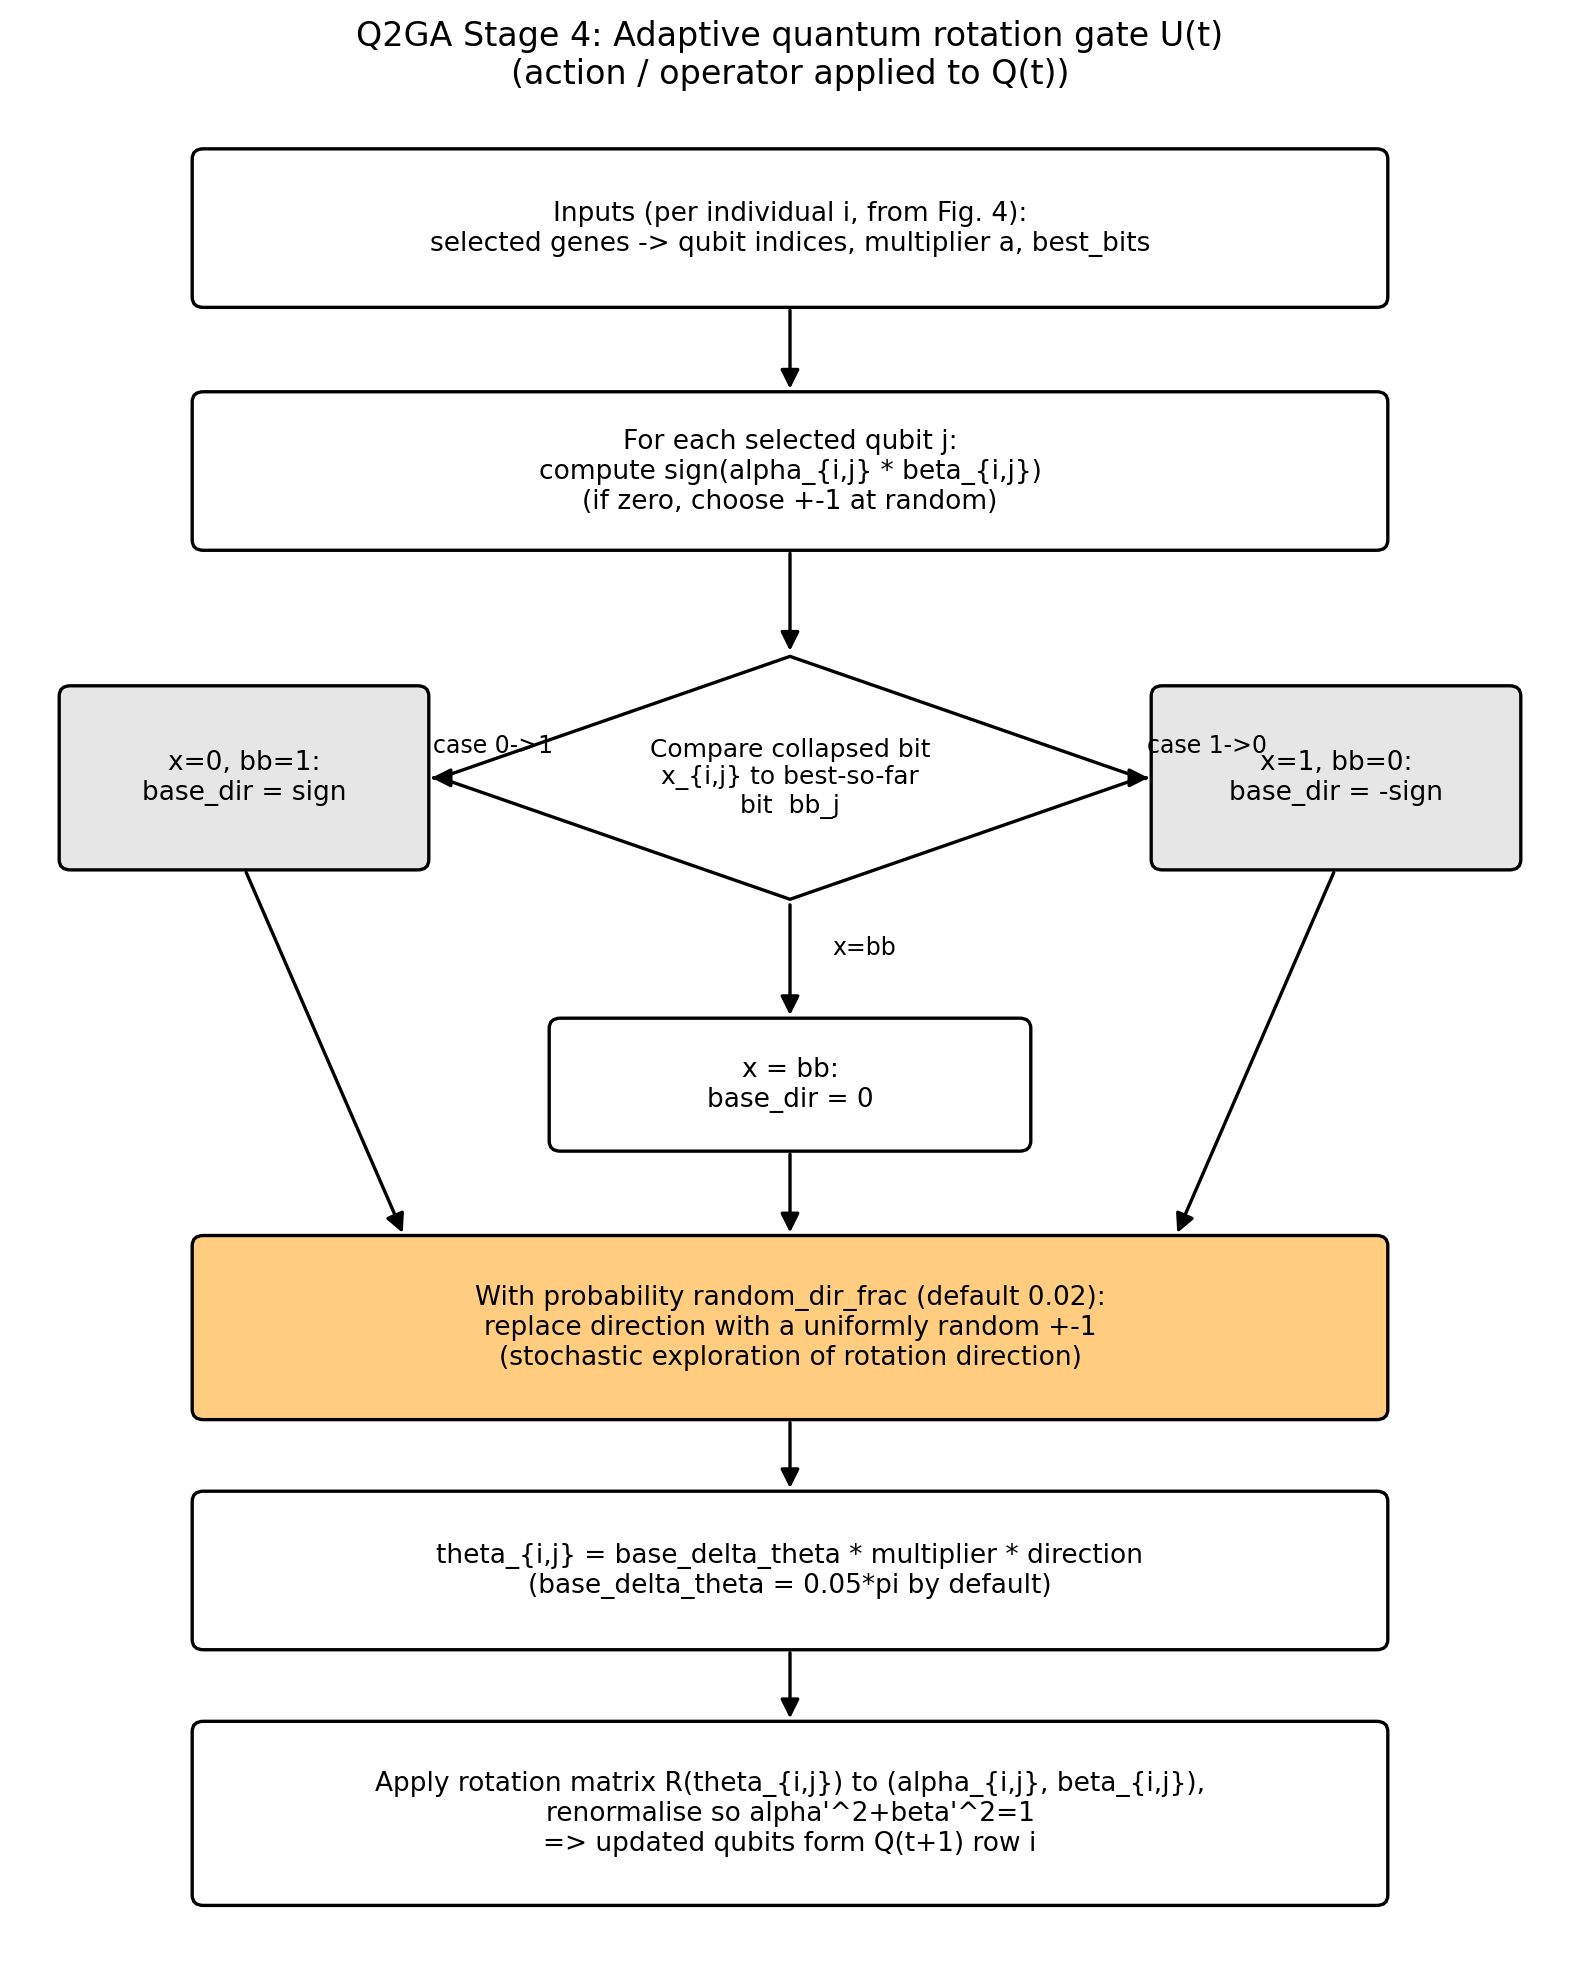 Q2GA Stage 4: Adaptive quantum rotation gate U(t)
(action / operator applied to Q(t))
Inputs (per individual i, from Fig. 4):
selected genes -> qubit indices, multiplier a, best_bits
For each selected qubit j:
compute sign(alpha_{i,j} * beta_{i,j})
(if zero, choose +-1 at random)
case 0->1
x=0, bb=1:
base_dir = sign
Compare collapsed bit
x_{i,j} to best-so-far
bit  bb_j
case 1->0
x=1, bb=0:
base_dir = -sign
x=bb
x = bb:
base_dir = 0
With probability random_dir_frac (default 0.02):
replace direction with a uniformly random +-1
(stochastic exploration of rotation direction)
theta_{i,j} = base_delta_theta * multiplier * direction
(base_delta_theta = 0.05*pi by default)
Apply rotation matrix R(theta_{i,j}) to (alpha_{i,j}, beta_{i,j}),
renormalise so alpha'^2+beta'^2=1
=> updated qubits form Q(t+1) row i